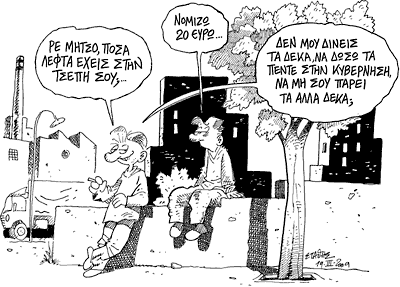 ΡΕ ΜΗΤΣΟ, ΠΟΣΑ
ΛΕΦΤΑ ΕΧΕΙΣ ΣΤΗΝ
ΤΣΕΠΗ ΣΟΥ;...
ΝΟΜΙΖΩ
20 ΕΥΡΩ...
ΔΕΝ ΜΟΥ ΔΙΝΕΙΣ
ΤΑ ΔΕΚΑ, ΝΑ ΔΩΣΩ ΤΑ
ΠΕΝΤΕ ΣΤΗΝ ΚΥΒΕΡΝΗΣΗ,
ΝΑ ΜΗ ΣΟΥ ΠΑΡΕΙ
ΤΑ ΑΛΛΑ ΔΕΚΑ;